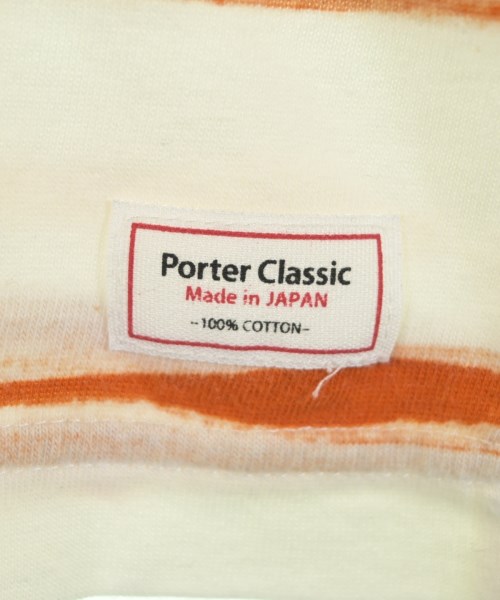 Porter Classic
Made in JAPAN
-100% COTTON-